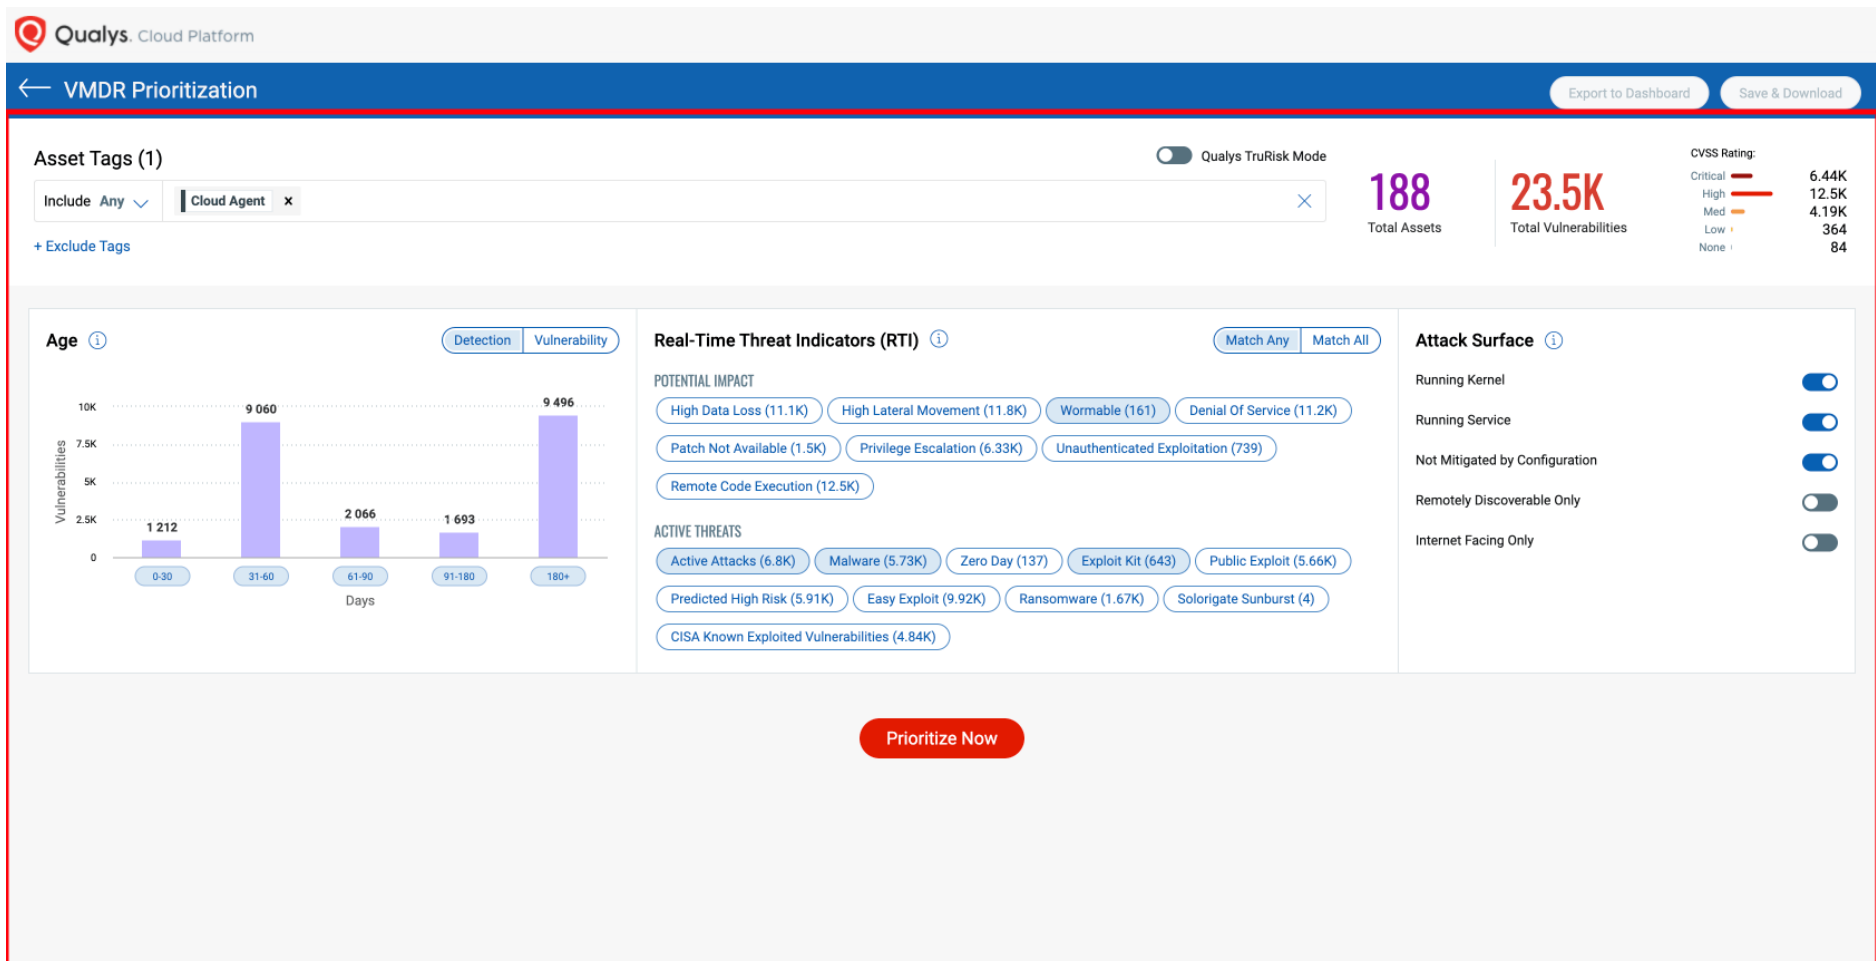 Qualys. Cloud Platform
VMDR Prioritization
Export to Dashboard
Save & Download
Asset Tags (1)
Qualys TruRisk Mode
Include Any
Cloud Agent ×
+ Exclude Tags
188
Total Assets
23.5K
Total Vulnerabilities
CVSS Rating:
Critical 6.44K
High 12.5K
Med 4.19K
Low 364
None 84
Age
Detection Vulnerability
Vulnerabilities
10K
7.5K
5K
2.5K
0
1 212
9 060
2 066
1 693
9 496
0-30 31-60 61-90 91-180 180+
Days
Real-Time Threat Indicators (RTI)
Match Any Match All
POTENTIAL IMPACT
High Data Loss (11.1K) High Lateral Movement (11.8K) Wormable (161) Denial Of Service (11.2K)
Patch Not Available (1.5K) Privilege Escalation (6.33K) Unauthenticated Exploitation (739)
Remote Code Execution (12.5K)
ACTIVE THREATS
Active Attacks (6.8K) Malware (5.73K) Zero Day (137) Exploit Kit (643) Public Exploit (5.66K)
Predicted High Risk (5.91K) Easy Exploit (9.92K) Ransomware (1.67K) Solorigate Sunburst (4)
CISA Known Exploited Vulnerabilities (4.84K)
Attack Surface
Running Kernel
Running Service
Not Mitigated by Configuration
Remotely Discoverable Only
Internet Facing Only
Prioritize Now